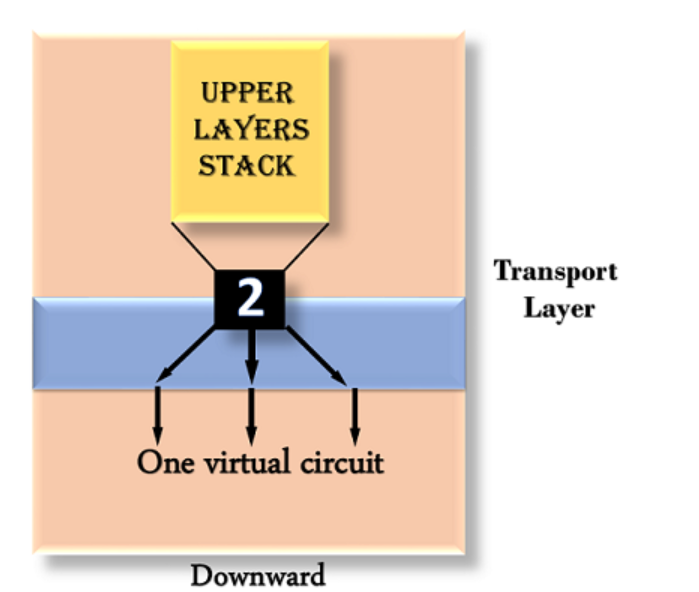 UPPER
LAYERS
STACK
2
Transport
Layer
One virtual circuit
Downward